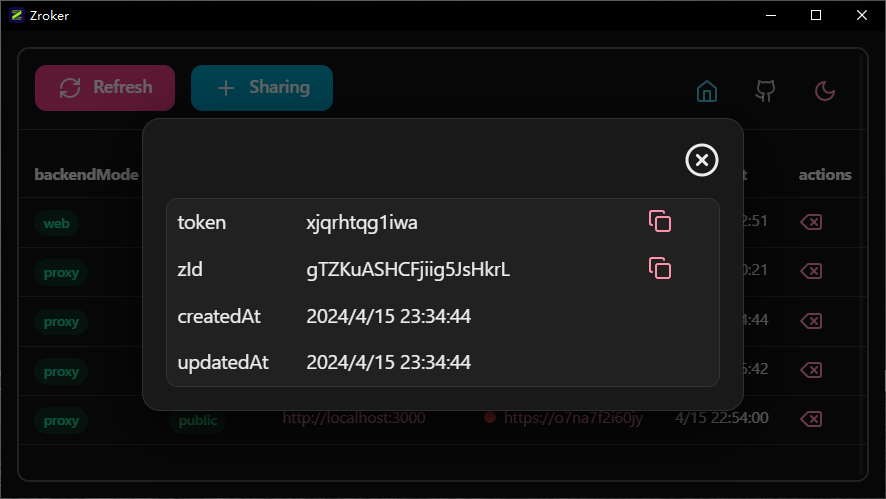 Zroker
Refresh
Sharing
backendMode
t
actions
token xjqrhtqg1iwa
zId gTZKuASHCFjiig5JsHkrL
createdAt 2024/4/15 23:34:44
updatedAt 2024/4/15 23:34:44
web
2:51
proxy
0:21
proxy
4:44
proxy
5:42
proxy public http://localhost:3000 https://o7na7f2i60jy 4/15 22:54:00